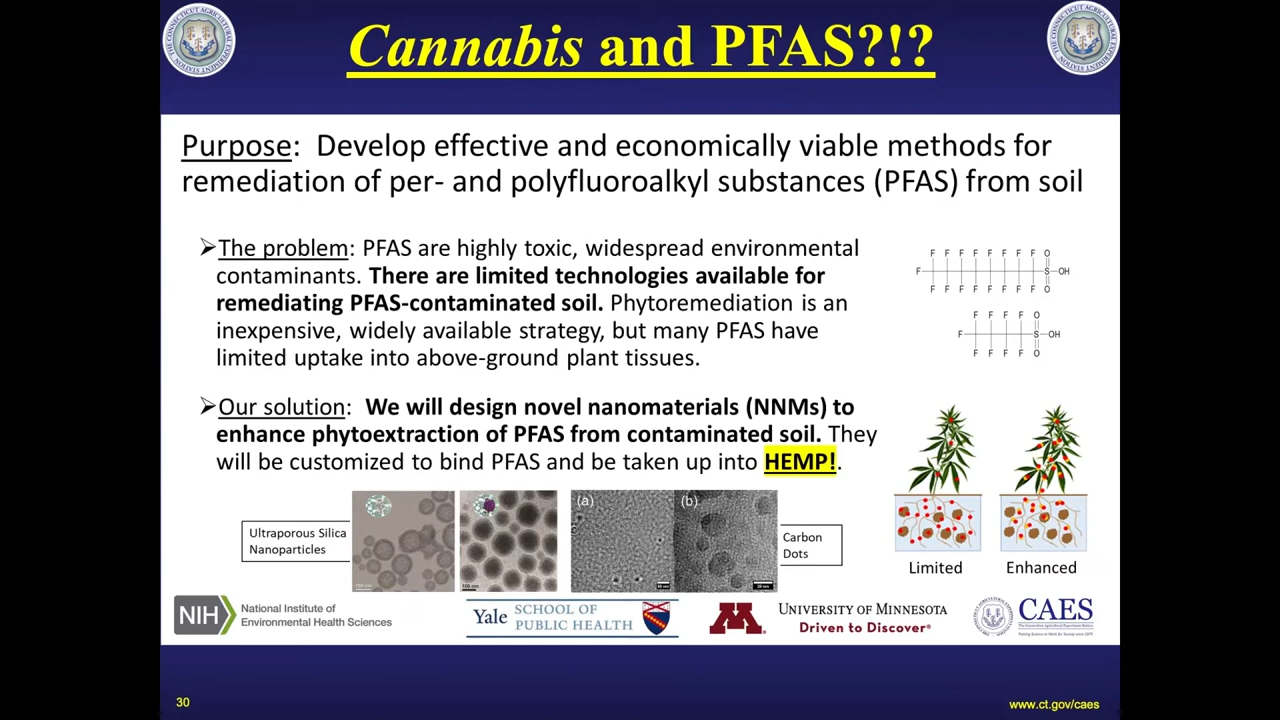 Cannabis and PFAS?!?
Purpose: Develop effective and economically viable methods for
remediation of per- and polyfluoroalkyl substances (PFAS) from soil
➢The problem: PFAS are highly toxic, widespread environmental
contaminants. There are limited technologies available for
remediating PFAS-contaminated soil. Phytoremediation is an
inexpensive, widely available strategy, but many PFAS have
limited uptake into above-ground plant tissues.
F F F F F F F F O
F S OH
F F F F F F F F O
F F F F O
F S OH
F F F F O
➢Our solution: We will design novel nanomaterials (NNMs) to
enhance phytoextraction of PFAS from contaminated soil. They
will be customized to bind PFAS and be taken up into HEMP!.
Ultraporous Silica
Nanoparticles
(a)
(b)
Carbon
Dots
Limited
Enhanced
NIH
National Institute of
Environmental Health Sciences
Yale SCHOOL OF
PUBLIC HEALTH
M
UNIVERSITY OF MINNESOTA
Driven to Discover®
CAES
30
www.ct.gov/caes